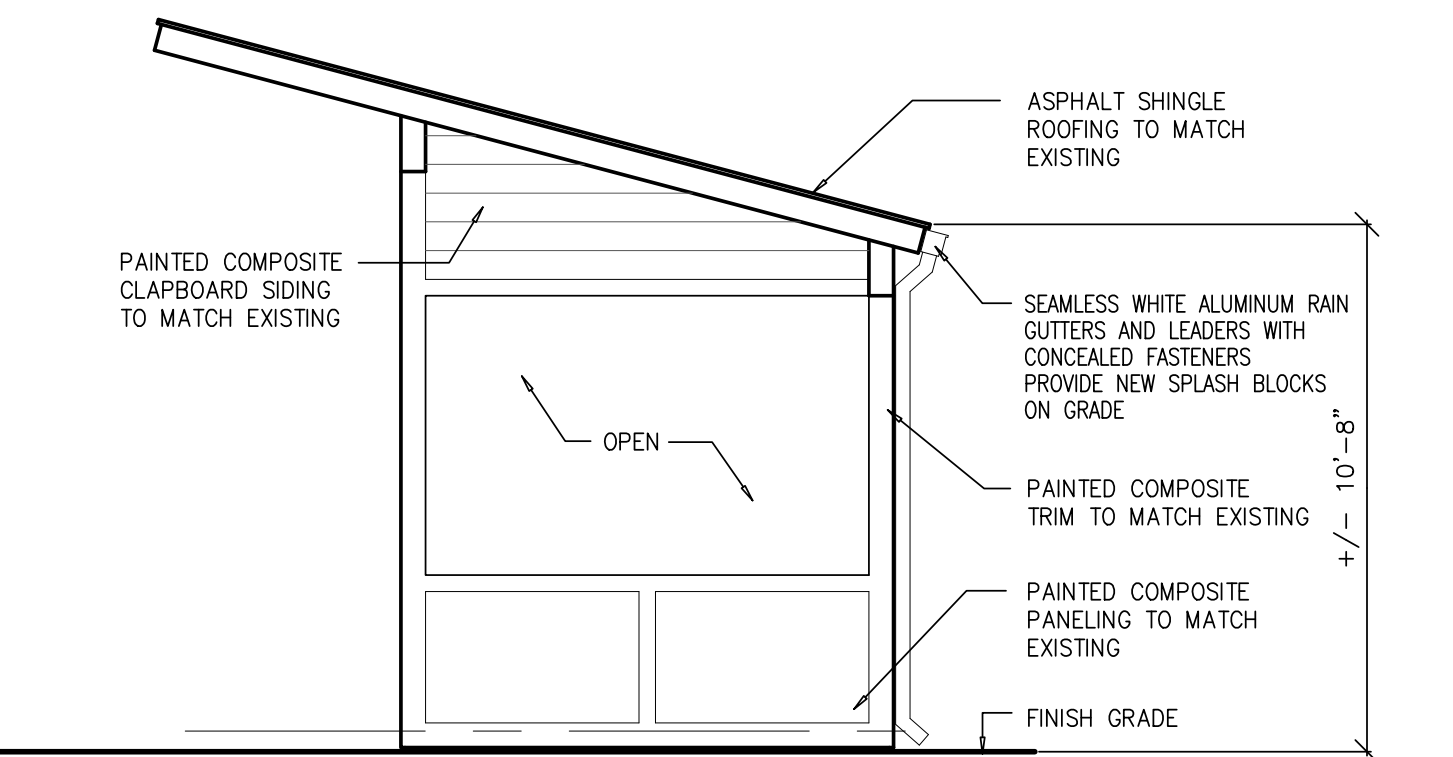 ASPHALT SHINGLE
ROOFING TO MATCH
EXISTING
PAINTED COMPOSITE
CLAPBOARD SIDING
TO MATCH EXISTING
SEAMLESS WHITE ALUMINUM RAIN
GUTTERS AND LEADERS WITH
CONCEALED FASTENERS
PROVIDE NEW SPLASH BLOCKS
ON GRADE
OPEN
PAINTED COMPOSITE
TRIM TO MATCH EXISTING
+/- 10'-8"
PAINTED COMPOSITE
PANELING TO MATCH
EXISTING
FINISH GRADE